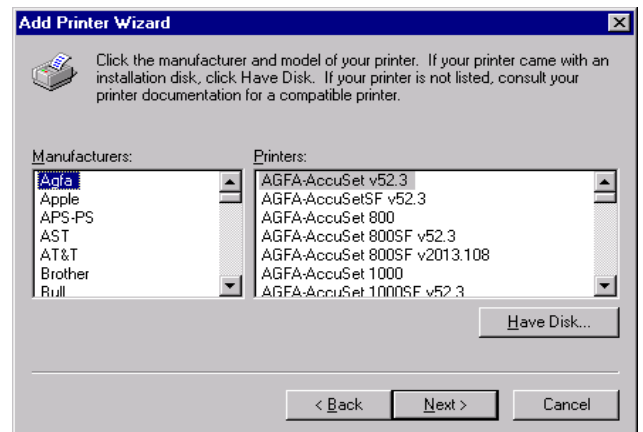 Add Printer Wizard
Click the manufacturer and model of your printer. If your printer came with an
installation disk, click Have Disk. If your printer is not listed, consult your
printer documentation for a compatible printer.
Manufacturers:
Agfa
Apple
APS-PS
AST
AT&T
Brother
Bull
Printers:
AGFA-AccuSet v52.3
AGFA-AccuSetSF v52.3
AGFA-AccuSet 800
AGFA-AccuSet 800SF v52.3
AGFA-AccuSet 800SF v2013.108
AGFA-AccuSet 1000
AGFA-AccuSet 1000SF v52.3
Have Disk...
< Back
Next >
Cancel